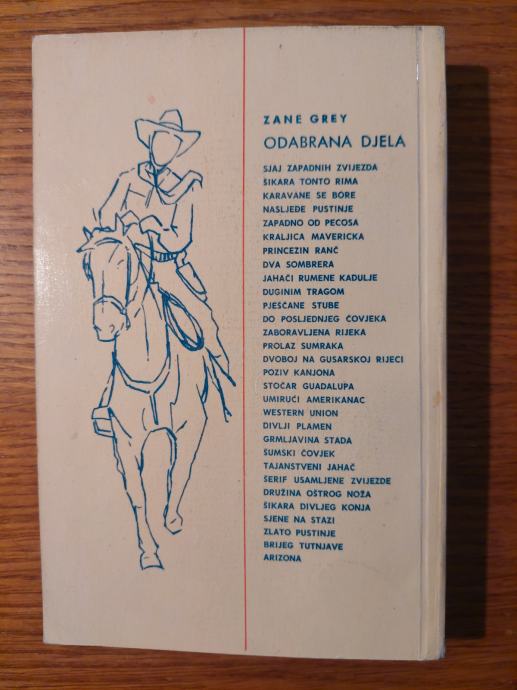 ZANE GREY
ODABRANA DJELA
SJAJ ZAPADNIH ZVIJEZDA
ŠIKARA TONTO RIMA
KARAVANE SE BORE
NASLJEĐE PUSTINJE
ZAPADNO OD PECOSA
KRALJICA MAVERICKA
PRINCEZIN RANČ
DVA SOMBRERA
JAHAČI RUMENE KADULJE
DUGINIM TRAGOM
PJEŠČANE STUBE
DO POSLJEDNJEG ČOVJEKA
ZABORAVLJENA RIJEKA
PROLAZ SUMRAKA
DVOBOJ NA GUSARSKOJ RIJECI
POZIV KANJONA
STOČAR GUADALUPA
UMIRUĆI AMERIKANAC
WESTERN UNION
DIVLJI PLAMEN
GRMLJAVINA STADA
ŠUMSKI ČOVJEK
TAJANSTVENI JAHAČ
ŠERIF USAMLJENE ZVIJEZDE
DRUŽINA OŠTROG NOŽA
ŠIKARA DIVLJEG KONJA
SJENE NA STAZI
ZLATO PUSTINJE
BRIJEG TUTNJAVE
ARIZONA